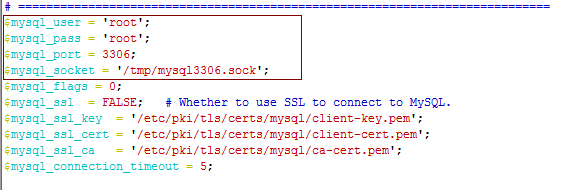 # ============================================================================
$mysql_user = 'root';
$mysql_pass = 'root';
$mysql_port = 3306;
$mysql_socket = '/tmp/mysql3306.sock';
$mysql_flags = 0;
$mysql_ssl  = FALSE;   # Whether to use SSL to connect to MySQL.
$mysql_ssl_key  = '/etc/pki/tls/certs/mysql/client-key.pem';
$mysql_ssl_cert = '/etc/pki/tls/certs/mysql/client-cert.pem';
$mysql_ssl_ca   = '/etc/pki/tls/certs/mysql/ca-cert.pem';
$mysql_connection_timeout = 5;